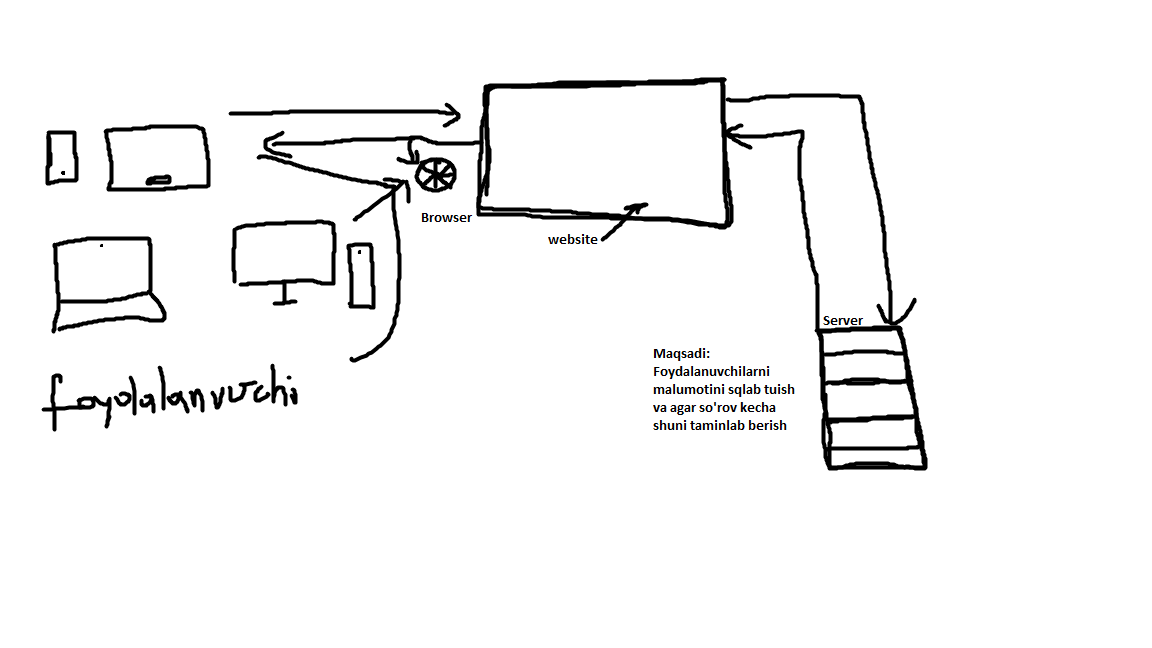 Browser
website
Server
Maqsadi:
Foydalanuvchilarni
malumotini sqlab tuish
va agar so'rov kecha
shuni taminlab berish
foydalanuvchi